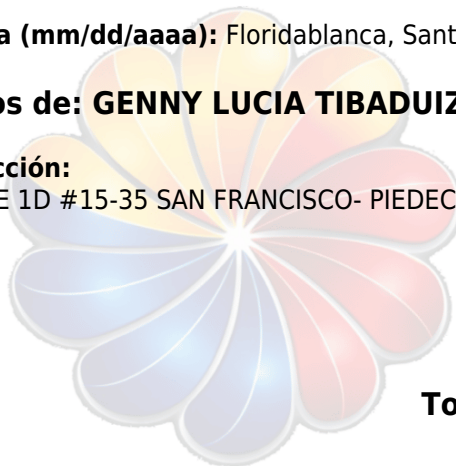 a (mm/dd/aaaa): Floridablanca, Sant
os de: GENNY LUCIA TIBADUIZ
cción:
E 1D #15-35 SAN FRANCISCO- PIEDEC
To